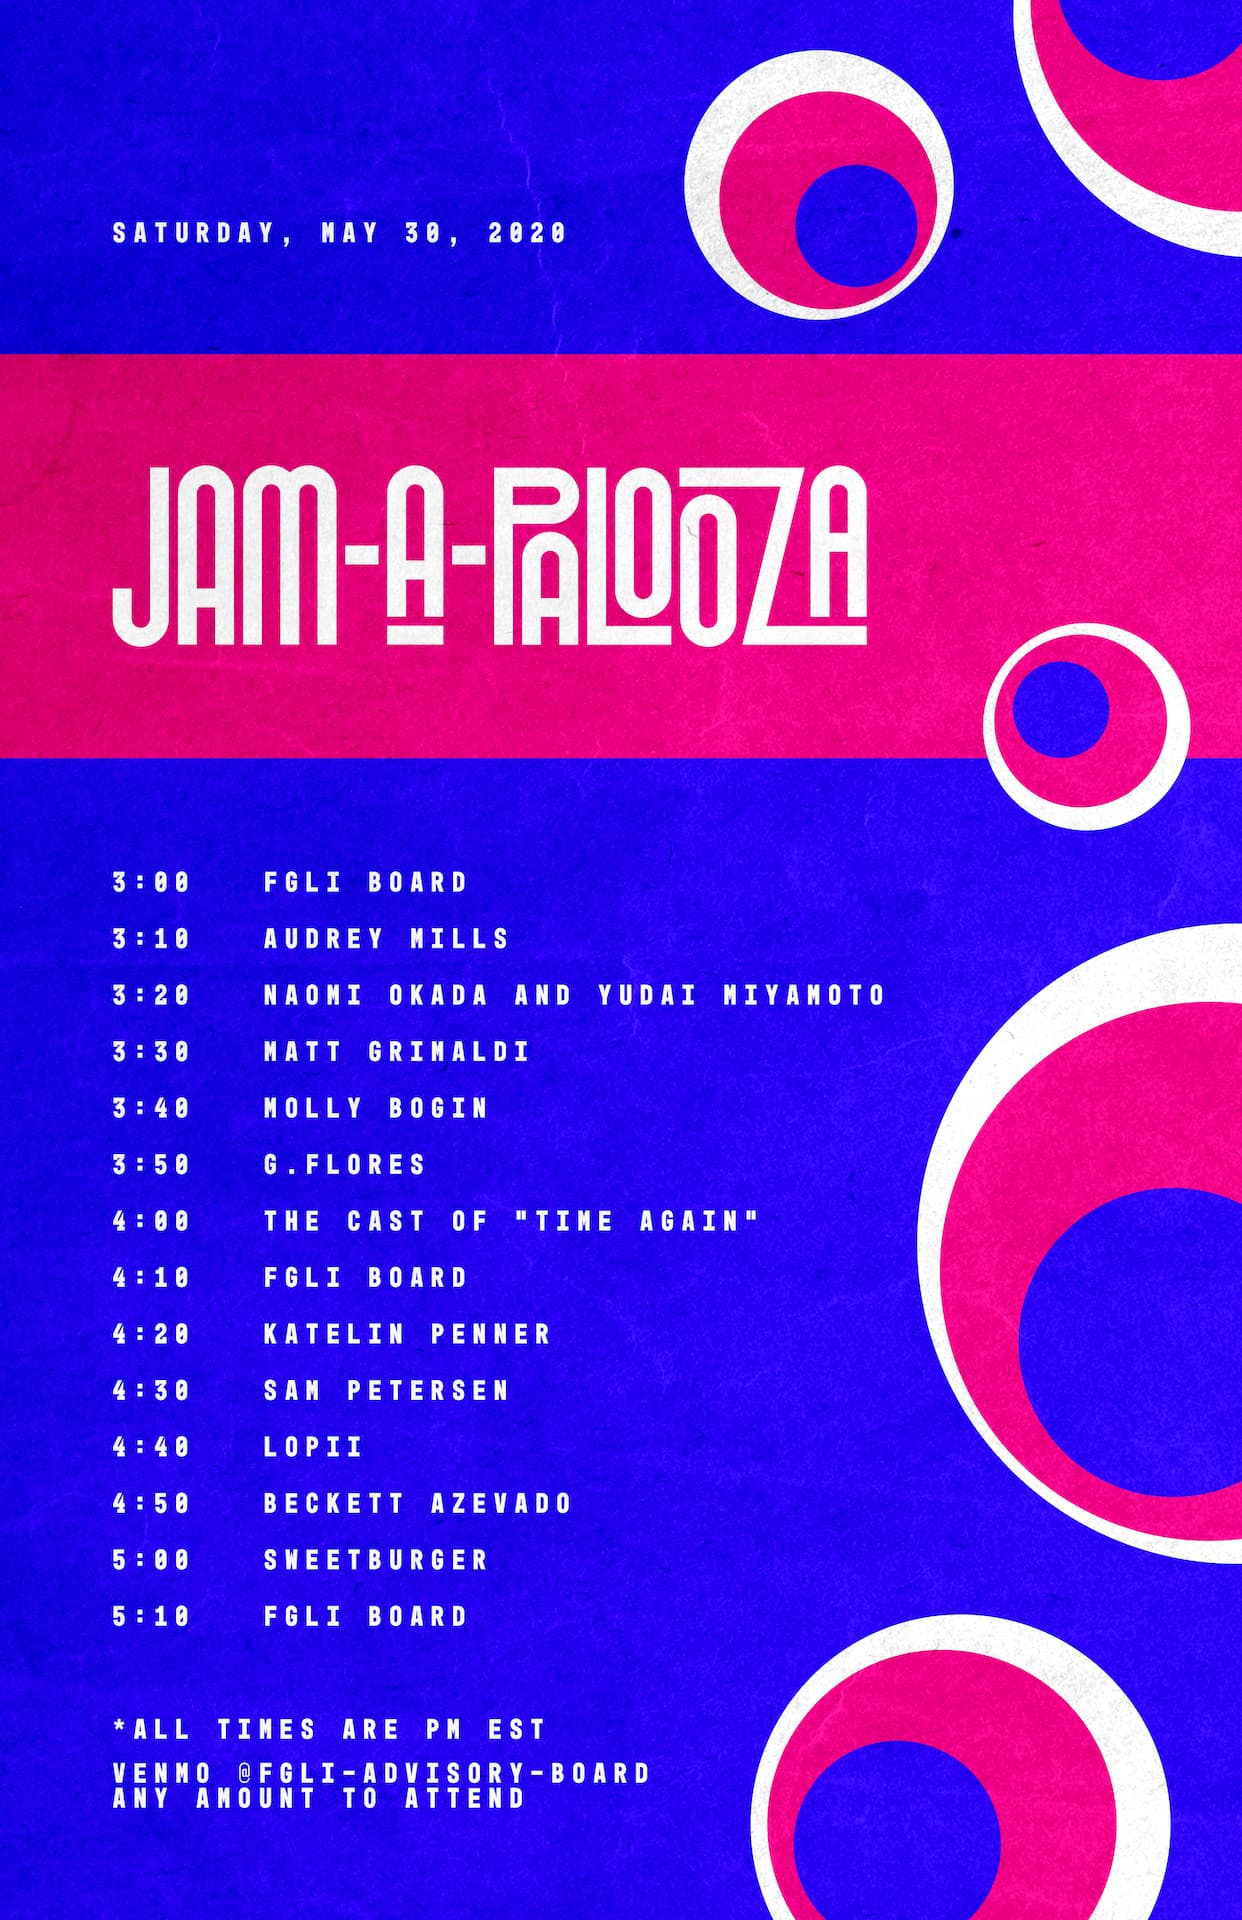 SATURDAY, MAY 30, 2020
JAM-A-PALOOZA
3:00 FGLI BOARD
3:10 AUDREY MILLS
3:20 NAOMI OKADA AND YUDAI MIYAMOTO
3:30 MATT GRIMALDI
3:40 MOLLY BOGIN
3:50 G.FLORES
4:00 THE CAST OF "TIME AGAIN"
4:10 FGLI BOARD
4:20 KATELIN PENNER
4:30 SAM PETERSEN
4:40 LOPII
4:50 BECKETT AZEVADO
5:00 SWEETBURGER
5:10 FGLI BOARD
*ALL TIMES ARE PM EST
VENMO @FGLI-ADVISORY-BOARD
ANY AMOUNT TO ATTEND